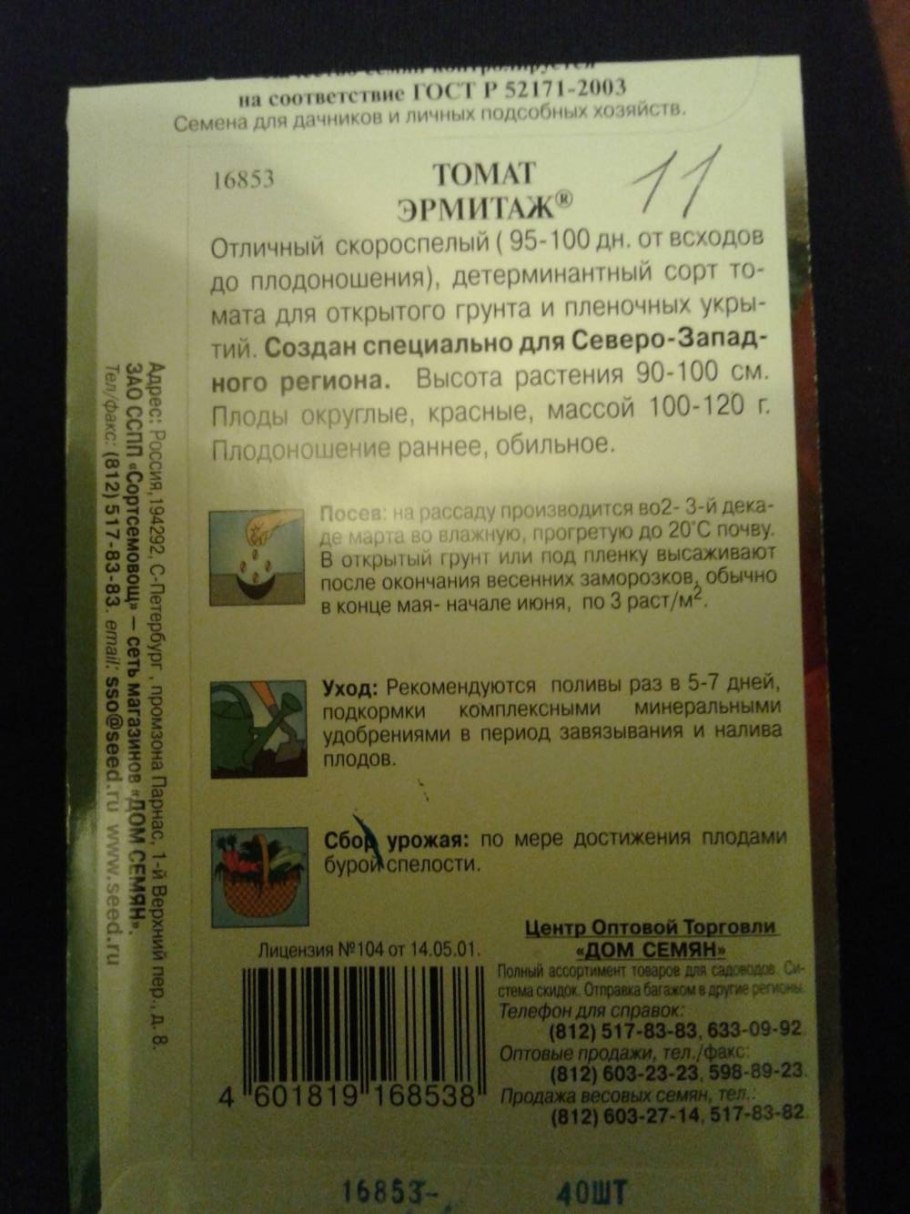 качество семян контролируется
на соответствие ГОСТ Р 52171-2003
Семена для дачников и личных подсобных хозяйств.
16853
ТОМАТ
ЭРМИТАЖ®
11
Отличный скороспелый ( 95-100 дн. от всходов
до плодоношения), детерминантный сорт то-
мата для открытого грунта и пленочных укры-
тий. Создан специально для Северо-Запад-
ного региона. Высота растения 90-100 см.
Плоды округлые, красные, массой 100-120 г.
Плодоношение раннее, обильное.
Посев: на рассаду производится во2- 3-й дека-
де марта во влажную, прогретую до 20°С почву.
В открытый грунт или под пленку высаживают
после окончания весенних заморозков, обычно
в конце мая- начале июня, по 3 раст/м².
Уход: Рекомендуются поливы раз в 5-7 дней,
подкормки комплексными минеральными
удобрениями в период завязывания и налива
плодов.
Сбор урожая: по мере достижения плодами
бурой спелости.
Лицензия №104 от 14.05.01.
4 601819 168538
Центр Оптовой Торговли
«ДОМ СЕМЯН»
Полный ассортимент товаров для садоводов. Си-
стема скидок. Отправка багажом в другие регионы.
Телефон для справок:
(812) 517-83-83, 633-09-92
Оптовые продажи, тел./факс:
(812) 603-23-23, 598-89-23.
Продажа весовых семян, тел.:
(812) 603-27-14, 517-83-82
Адрес: Россия,194292, С-Петербург , промзона Парнас, 1-й Верхний пер., д. 8.
ЗАО ССПП «Сортсемовощ» – сеть магазинов «ДОМ СЕМЯН».
Тел/факс: (812) 517-83-83. email: sso@seed.ru www.seed.ru
16853- 40ШТ